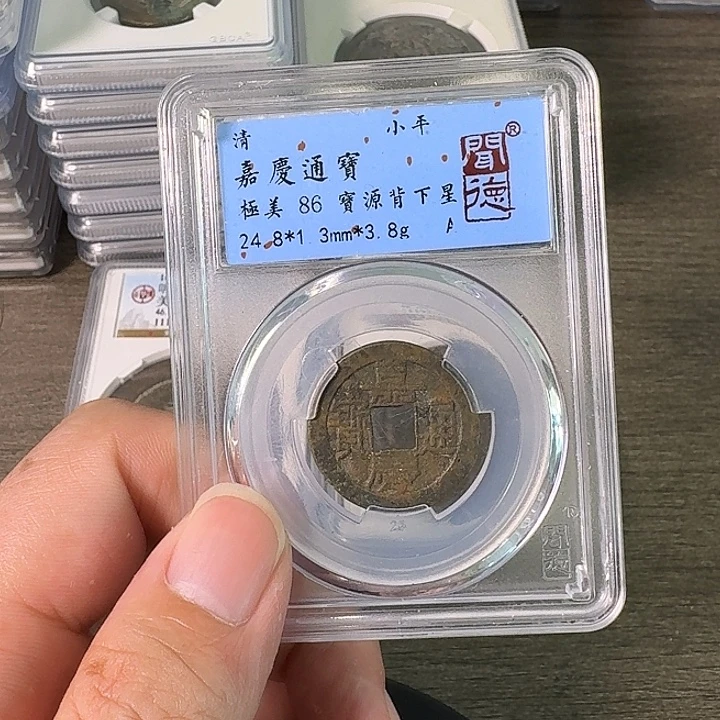 清 小平
嘉慶通寶
極美 86 寶源背下星
24.8*1.3mm*3.8g A
聞德®